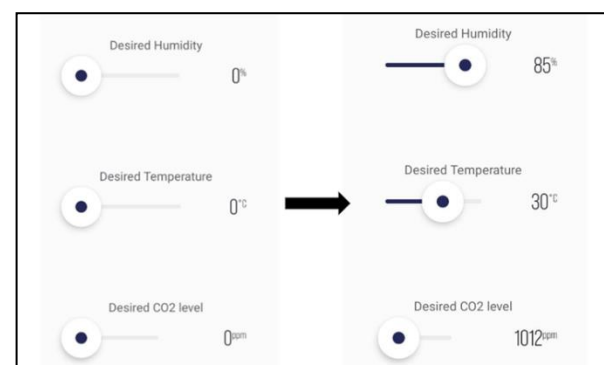 Desired Humidity
0%
Desired Temperature
0°C
Desired CO2 level
0ppm
Desired Humidity
85%
Desired Temperature
30°C
Desired CO2 level
1012ppm